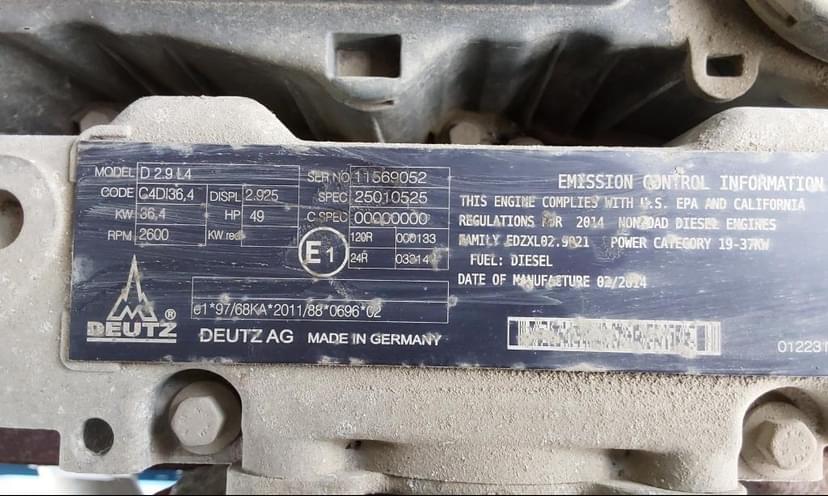 MODEL D 2.9 L4 SER NO 11569052
CODE G4DI36,4 DISPL 2.925 SPEC 25010525
KW 36,4 HP 49 C SPEC 00000000
RPM 2600 KW red 120R 000133
E1 24R 03314
e1*97/68KA*2011/88*0696*02
DEUTZ ® DEUTZ AG MADE IN GERMANY
EMISSION CONTROL INFORMATION
THIS ENGINE COMPLIES WITH U.S. EPA AND CALIFORNIA
REGULATIONS FOR 2014 NONROAD DIESEL ENGINES
FAMILY POWER CATEGORY 19-37KW
FUEL: DIESEL
DATE OF MANUFACTURE 02/2014